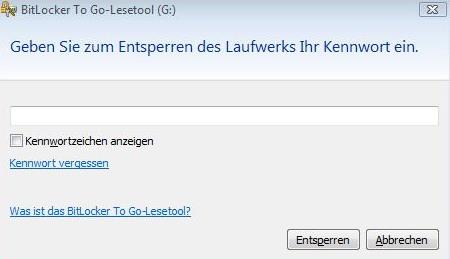 BitLocker To Go-Lesetool (G:)
Geben Sie zum Entsperren des Laufwerks Ihr Kennwort ein.
Kennwortzeichen anzeigen
Kennwort vergessen
Was ist das BitLocker To Go-Lesetool?
Entsperren Abbrechen